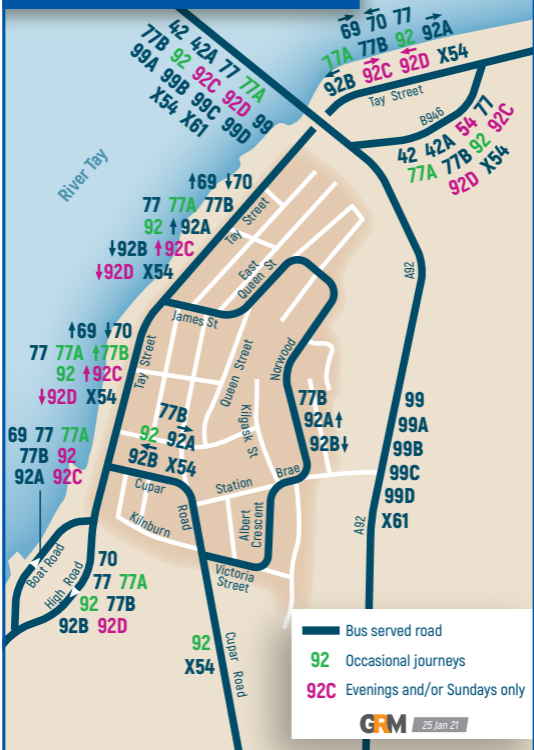 42 42A 77 77A
77B 92 92C 92D 99
99A 99B 99C 99D
X54 X61
69 70 77
77A 77B 92 92A
92B 92C 92D X54
Tay Street
B946
42 42A 54 77
77A 77B 92 92C
92D X54
River Tay
↑69 ↓70
77 77A 77B
92 ↑92A
↓92B ↑92C
↓92D X54
Tay Street
East
Queen St
A92
James St
↑69 ↓70
77 77A ↑77B
92 ↑92C
↓92D X54
Tay Street
Queen Street
Norwood
77B
92A↑
92B↓
99
99A
99B
99C
99D
X61
A92
77B
92 92A
92B X54
Kilgask St
69 77 77A
77B 92
92A 92C
Cupar
Road
Station
Brae
Kilnburn
Albert
Crescent
Victoria
Street
Boat Road
High Road
70
77 77A
92 77B
92B 92D
92
X54
Cupar Road
Bus served road
92 Occasional journeys
92C Evenings and/or Sundays only
GRM 25 Jan 21